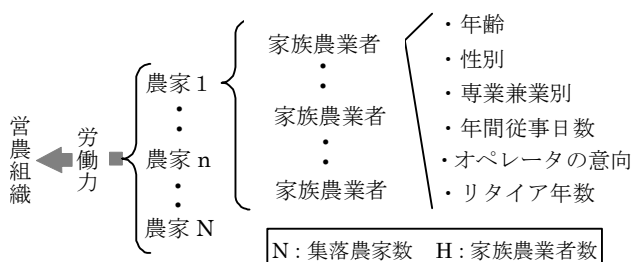 営農組織
労働力
農家 1
・
・
農家 n
・
・
農家 N
家族農業者
・
・
家族農業者
・
・
家族農業者
・年齢
・性別
・専業兼業別
・年間従事日数
・オペレータの意向
・リタイア年数
N：集落農家数　H：家族農業者数